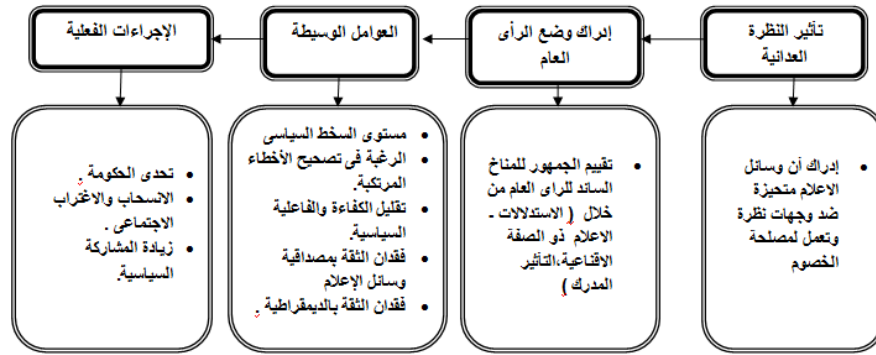 تأثير النظرة
العدائية
إدراك وضع الرأى
العام
العوامل الوسيطة
الإجراءات الفعلية
إدراك أن وسائل
الاعلام متحيزة
ضد وجهات نظرة
وتعمل لمصلحة
الخصوم
تقييم الجمهور للمناخ
الساند للراى العام من
خلال ( الاستدلالات -
الاعلام ذو الصفة
الاقناعية،التأثير
المدرك )
مستوى السخط السياسى
الرغبة فى تصحيح الأخطاء
المرتكبة.
تقليل الكفاءة والفاعلية
السياسية.
فقدان الثقة بمصداقية
وسائل الإعلام
فقدان الثقة بالديمقراطية .
تحدى الحكومة .
الانسحاب والاغتراب
الاجتماعى .
زيادة المشاركة
السياسية.